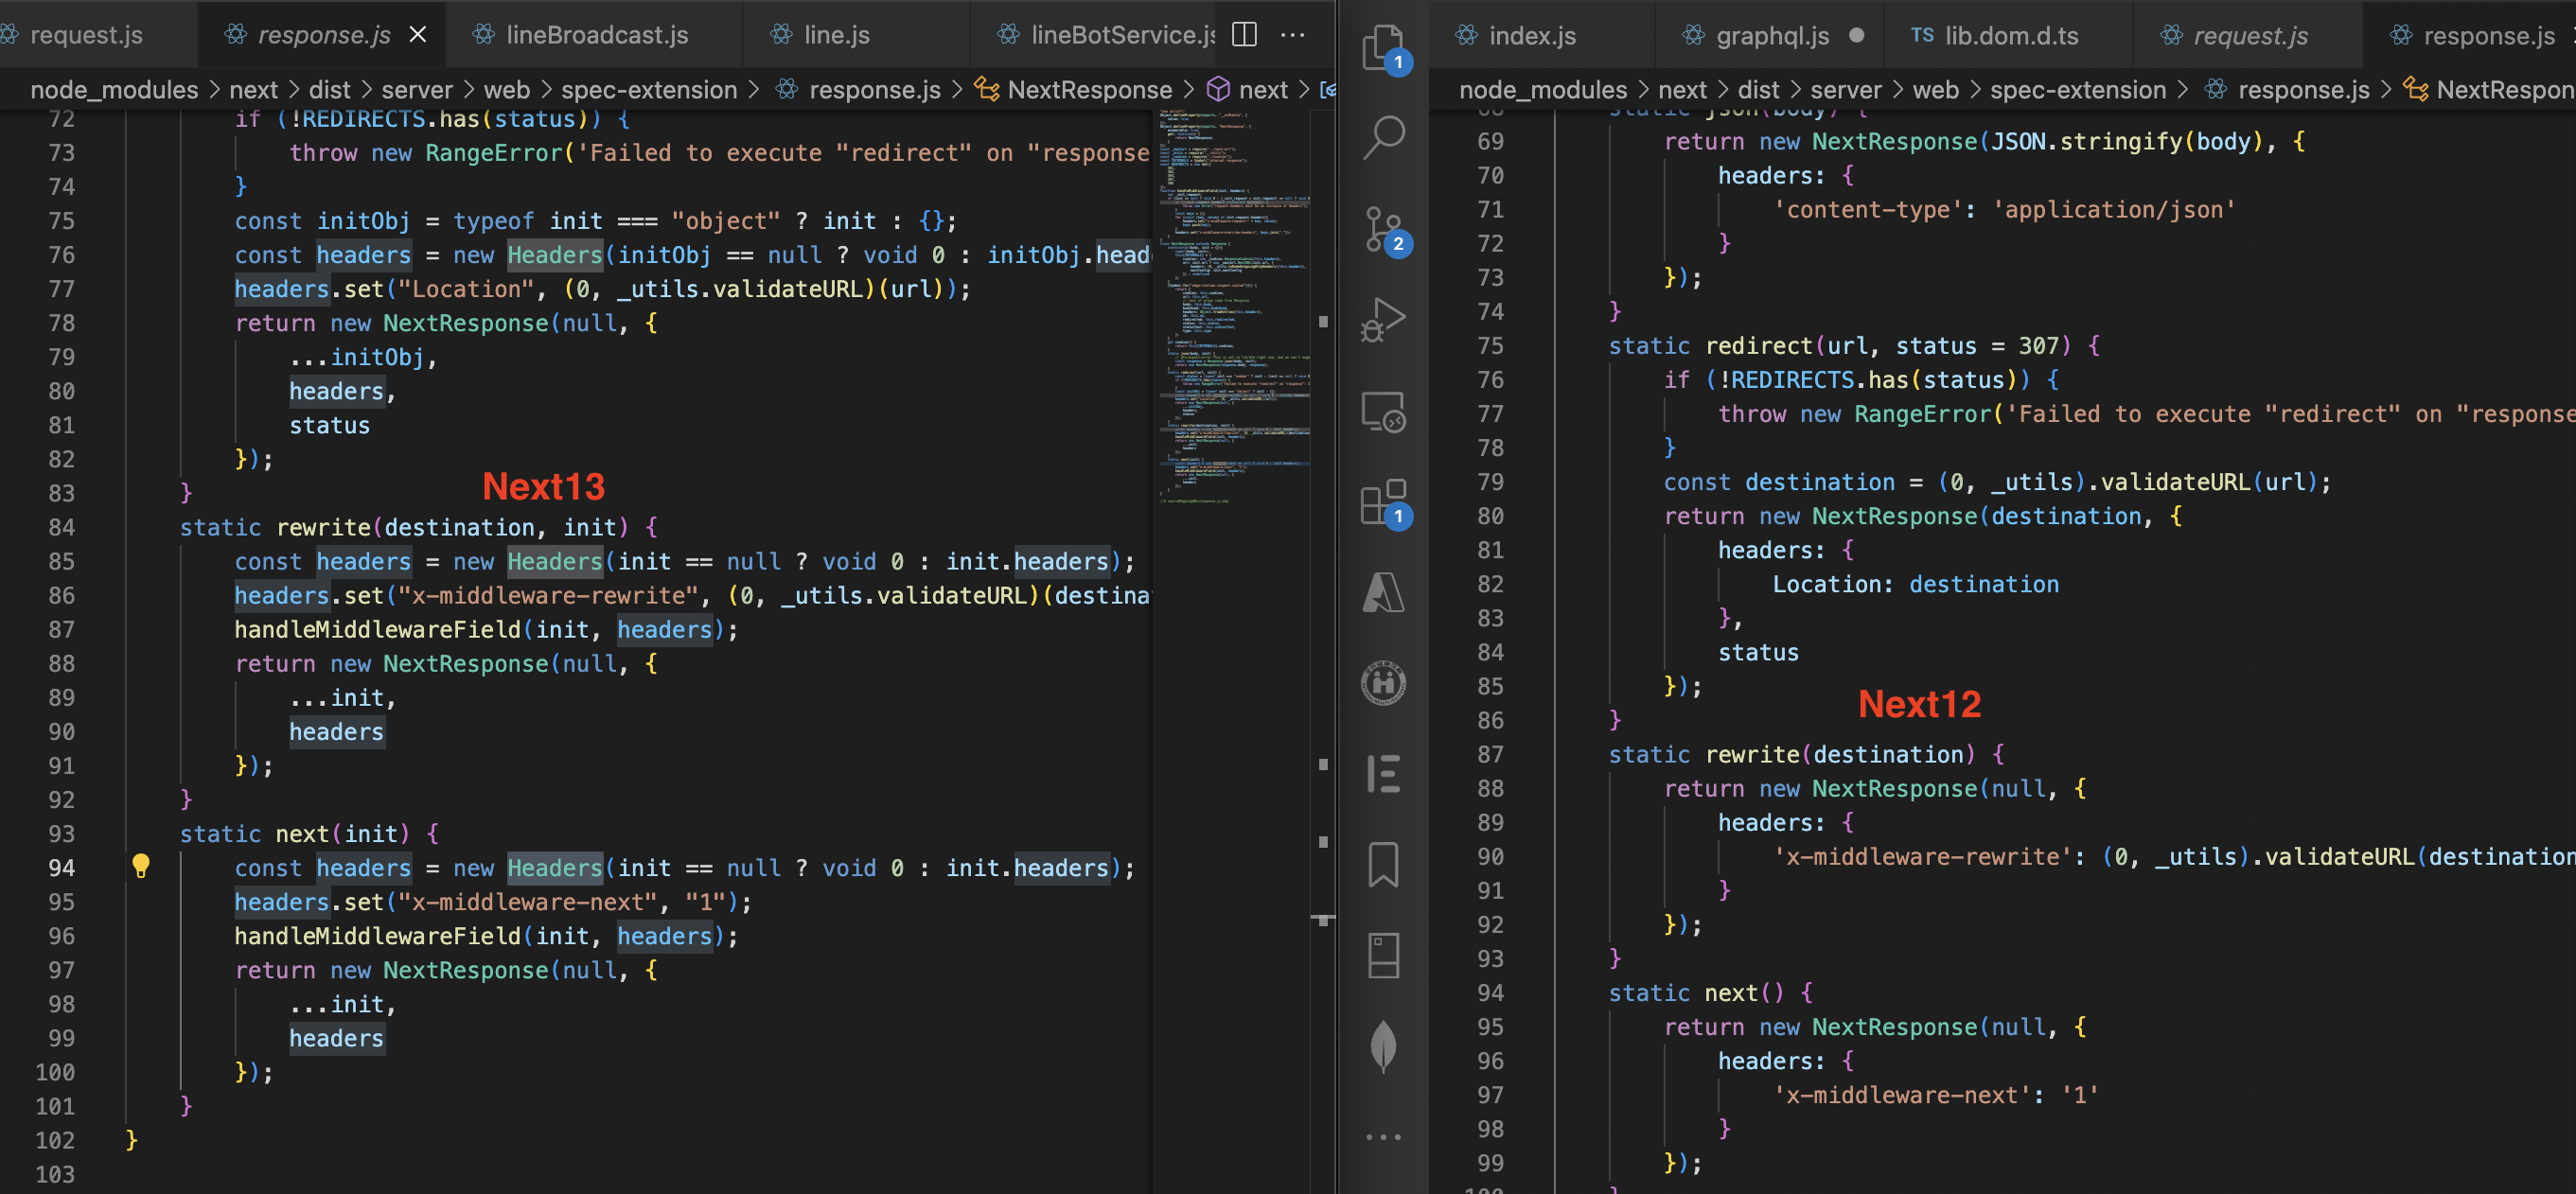 request.js
response.js
lineBroadcast.js
line.js
lineBotService.js
node_modules > next > dist > server > web > spec-extension > response.js > NextResponse > next >
72 if (!REDIRECTS.has(status)) {
73 throw new RangeError('Failed to execute "redirect" on "response
74 }
75 const initObj = typeof init === "object" ? init : {};
76 const headers = new Headers(initObj == null ? void 0 : initObj.head
77 headers.set("Location", (0, _utils.validateURL)(url));
78 return new NextResponse(null, {
79 ...initObj,
80 headers,
81 status
82 });
Next13
83 }
84 static rewrite(destination, init) {
85 const headers = new Headers(init == null ? void 0 : init.headers);
86 headers.set("x-middleware-rewrite", (0, _utils.validateURL)(destina
87 handleMiddlewareField(init, headers);
88 return new NextResponse(null, {
89 ...init,
90 headers
91 });
92 }
93 static next(init) {
94 const headers = new Headers(init == null ? void 0 : init.headers);
95 headers.set("x-middleware-next", "1");
96 handleMiddlewareField(init, headers);
97 return new NextResponse(null, {
98 ...init,
99 headers
100 });
101 }
102 }
103
1
2
1
index.js
graphql.js
TS lib.dom.d.ts
request.js
response.js
node_modules > next > dist > server > web > spec-extension > response.js > NextRespon
68 static json(body) {
69 return new NextResponse(JSON.stringify(body), {
70 headers: {
71 'content-type': 'application/json'
72 }
73 });
74 }
75 static redirect(url, status = 307) {
76 if (!REDIRECTS.has(status)) {
77 throw new RangeError('Failed to execute "redirect" on "response
78 }
79 const destination = (0, _utils).validateURL(url);
80 return new NextResponse(destination, {
81 headers: {
82 Location: destination
83 },
84 status
85 });
Next12
86 }
87 static rewrite(destination) {
88 return new NextResponse(null, {
89 headers: {
90 'x-middleware-rewrite': (0, _utils).validateURL(destination
91 }
92 });
93 }
94 static next() {
95 return new NextResponse(null, {
96 headers: {
97 'x-middleware-next': '1'
98 }
99 });
100 }